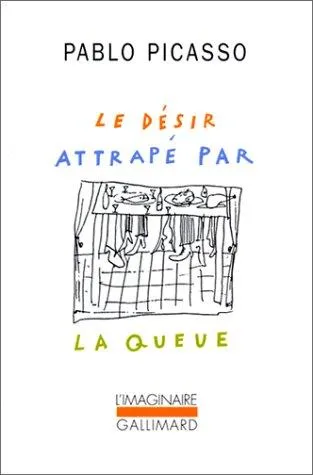 PABLO PICASSO
LE DÉSIR
ATTRAPÉ PAR
LA QUEUE
L'IMAGINAIRE
GALLIMARD